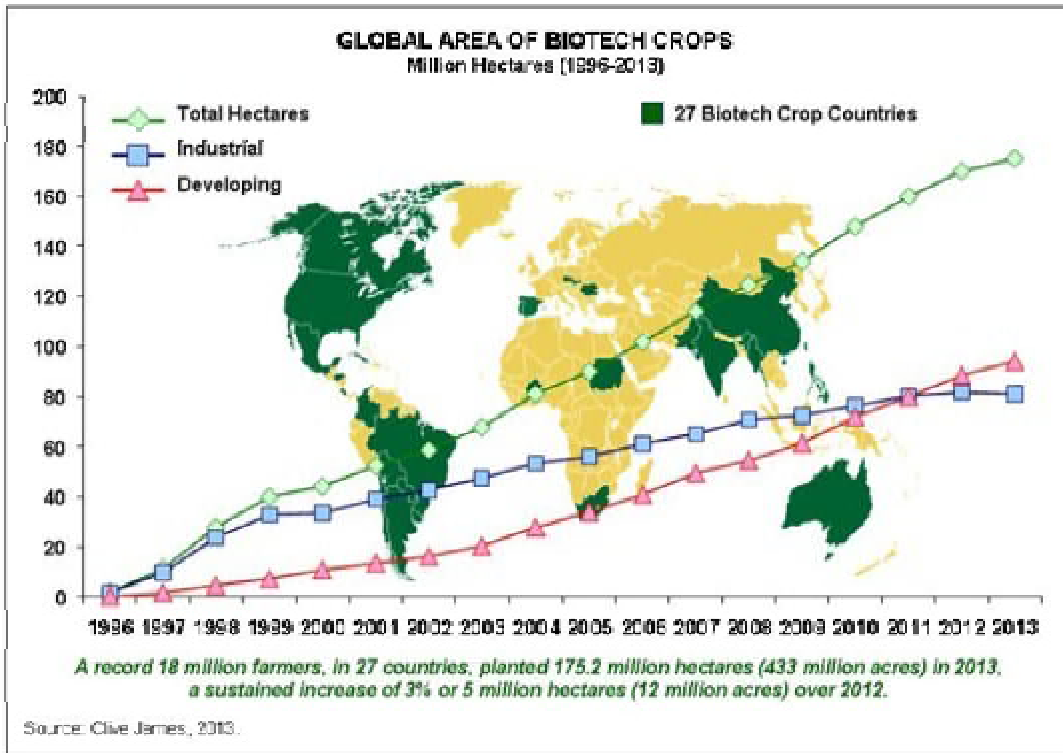 GLOBAL AREA OF BIOTECH CROPS
Million Hectares (1996-2013)
200
180
160
140
120
100
80
60
40
20
0
Total Hectares
Industrial
Developing
27 Biotech Crop Countries
1996 1997 1998 1999 2000 2001 2002 2003 2004 2005 2006 2007 2008 2009 2010 2011 2012 2013
A record 18 million farmers, in 27 countries, planted 175.2 million hectares (433 million acres) in 2013,
a sustained increase of 3% or 5 million hectares (12 million acres) over 2012.
Source: Clive James, 2013.